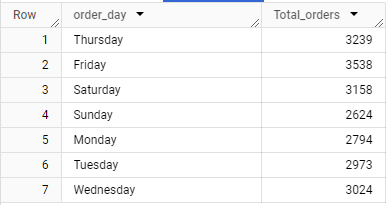 Row order_day Total_orders
1 Thursday 3239
2 Friday 3538
3 Saturday 3158
4 Sunday 2624
5 Monday 2794
6 Tuesday 2973
7 Wednesday 3024